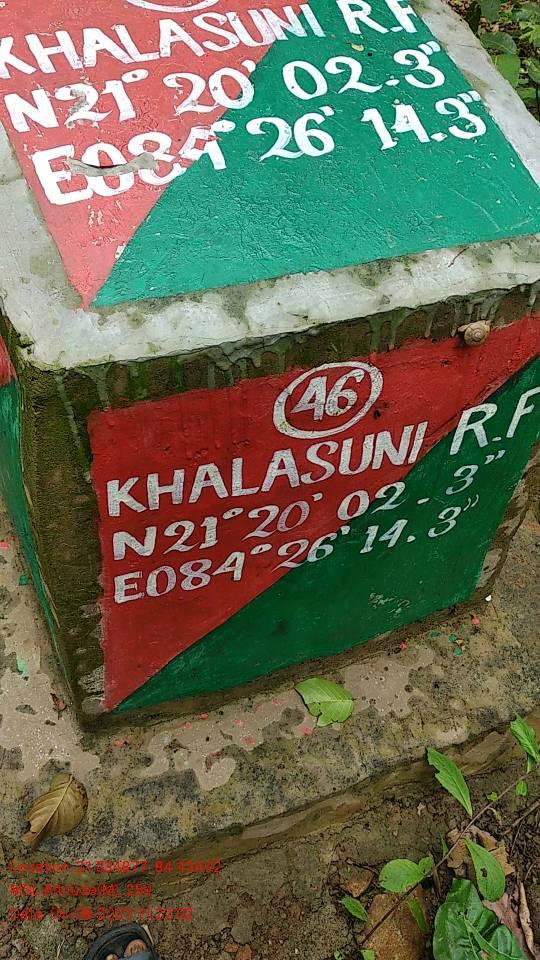 KHALASUNI R.F
N21° 20' 02.3"
E084° 26' 14.3"
46
KHALASUNI R.F
N21° 20' 02.3"
E084° 26' 14.3"